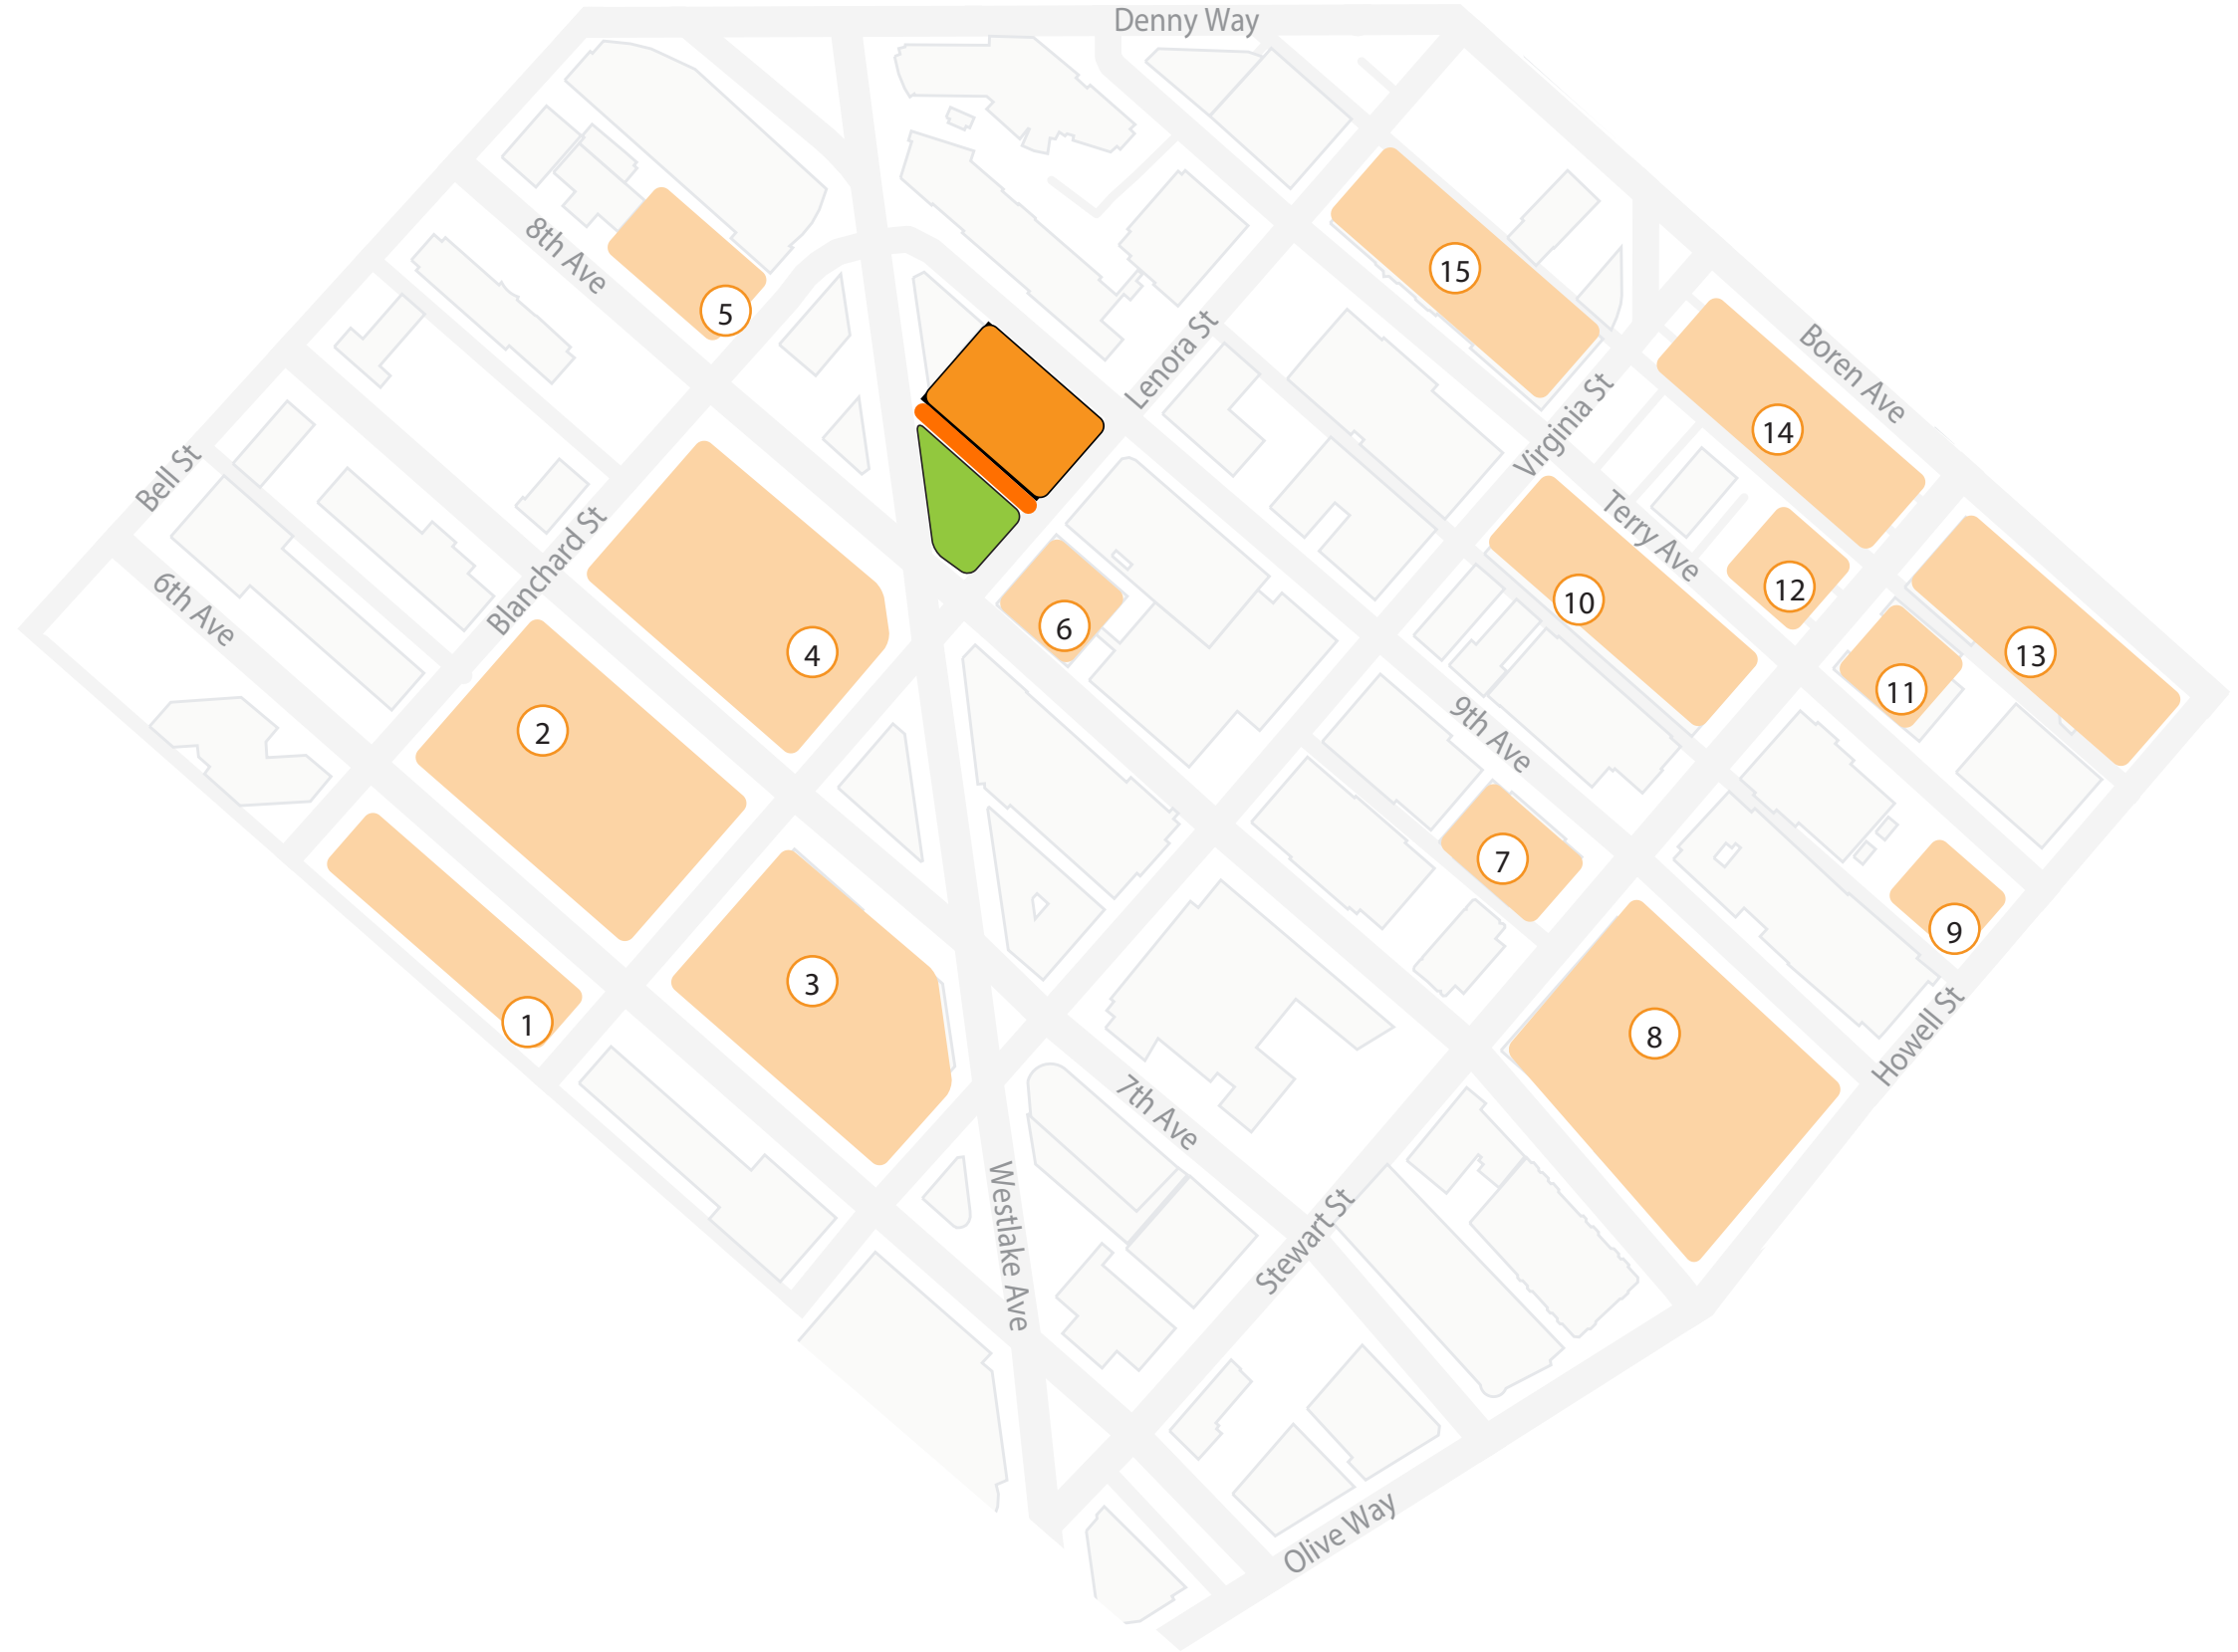 Denny Way
8th Ave
15
5
Lenora St
Boren Ave
Virginia St
14
Bell St
Terry Ave
Blanchard St
12
10
6th Ave
6
4
13
11
2
9th Ave
7
9
3
1
8
Howell St
7th Ave
Westlake Ave
Stewart St
Olive Way